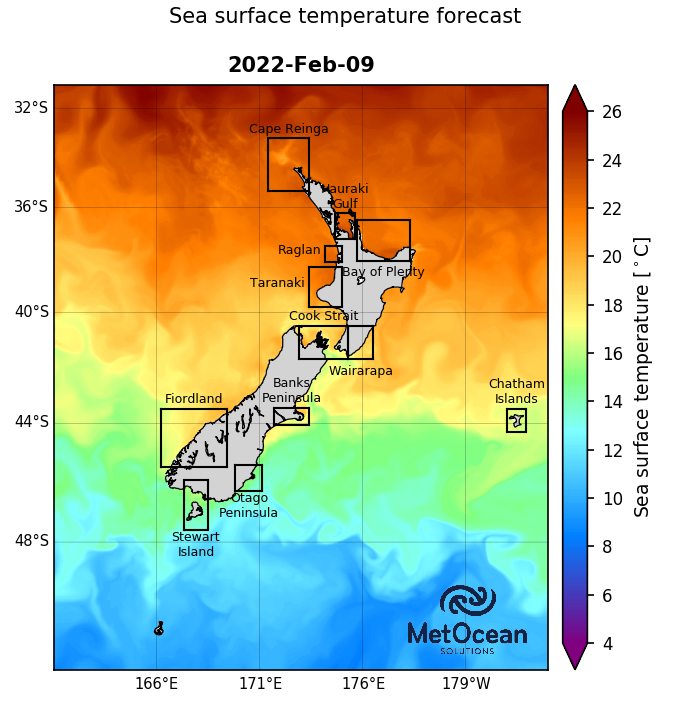 Sea surface temperature forecast
2022-Feb-09
32°S
36°S
40°S
44°S
48°S
166°E
171°E
176°E
179°W
Cape Reinga
Hauraki
Gulf
Raglan
Bay of Plenty
Taranaki
Cook Strait
Wairarapa
Banks
Peninsula
Fiordland
Chatham
Islands
Otago
Peninsula
Stewart
Island
MetOcean
SOLUTIONS
26
24
22
20
18
16
14
12
10
8
6
4
Sea surface temperature [°C]